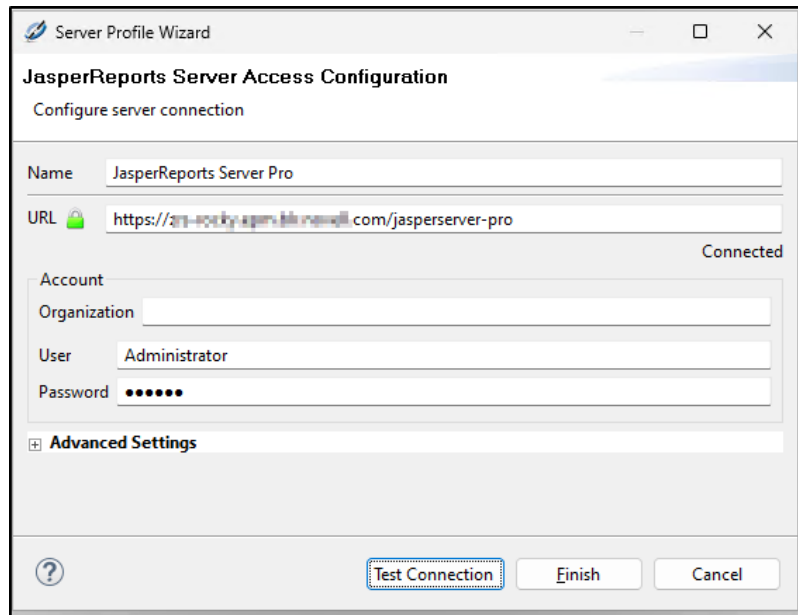 Server Profile Wizard
JasperReports Server Access Configuration
Configure server connection
Name JasperReports Server Pro
URL https:// .com/jasperserver-pro
Connected
Account
Organization
User Administrator
Password ●●●●●●
Advanced Settings
Test Connection Finish Cancel